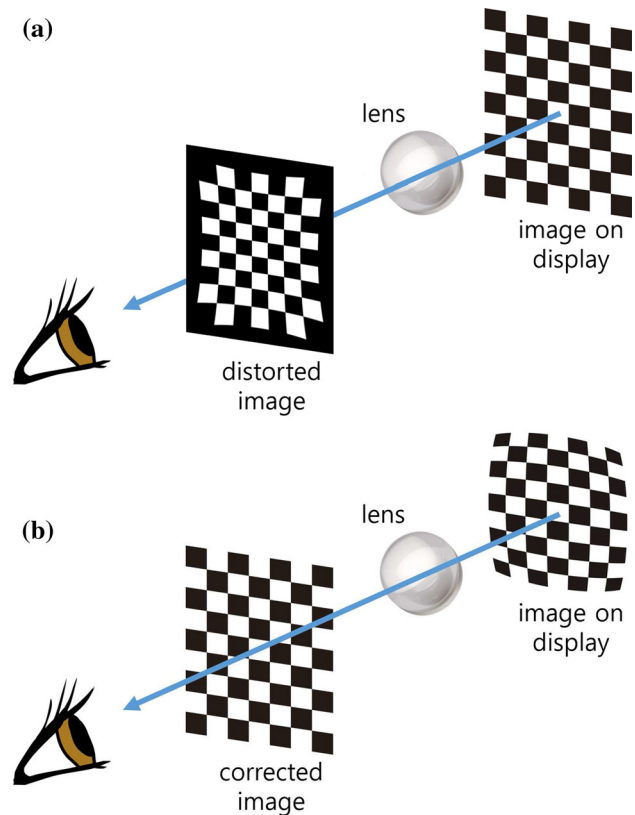 (a)
lens
image on
display
distorted
image
(b)
lens
image on
display
corrected
image